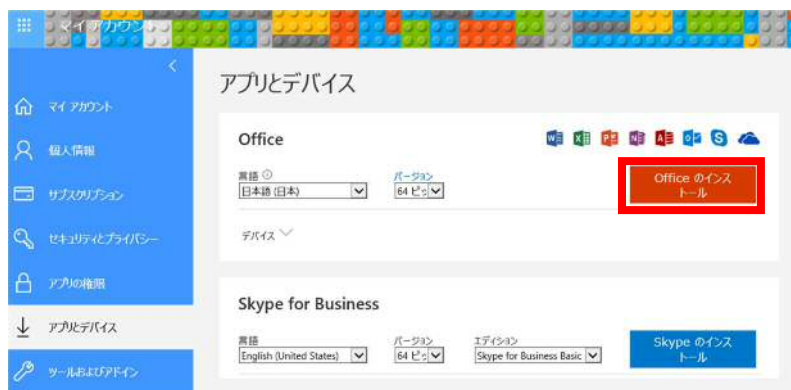 マイ アカウント
アプリとデバイス
マイ アカウント
個人情報
サブスクリプション
セキュリティとプライバシー
アプリの権限
アプリとデバイス
ツールおよびアドイン
Office
言語
バージョン
日本語 (日本)
64 ビッ
Office のインス
トール
デバイス
Skype for Business
言語
バージョン
エディション
English (United States)
64 ビッ
Skype for Business Basic
Skype のインス
トール